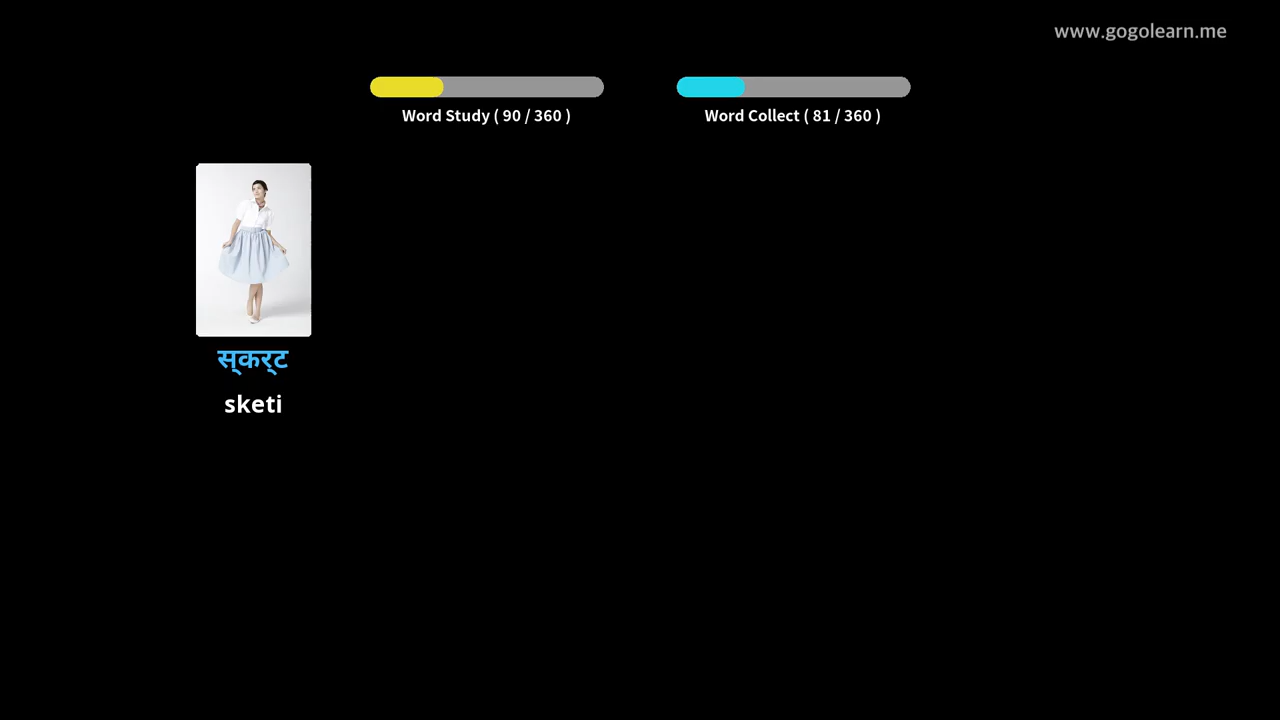 www.gogolearn.me
Word Study ( 90 / 360 )
Word Collect ( 81 / 360 )
स्कर्ट
sketi